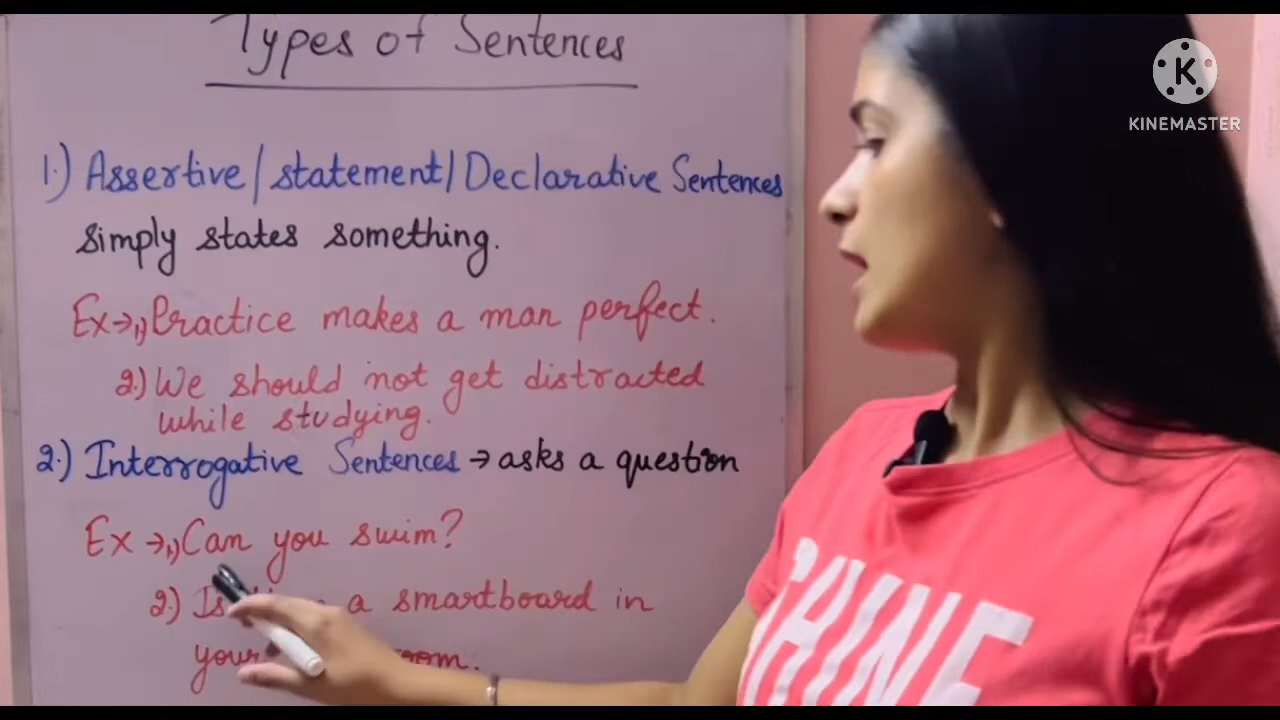 Types of Sentences
1.) Assertive/statement/Declarative Sentences
simply states something.
Ex→1,) Practice makes a man perfect.
2.) We should not get distracted
while studying.
2.) Interrogative Sentences → asks a question
Ex →1,) Can you swim?
2.) Is a smartboard in
your
KINEMASTER